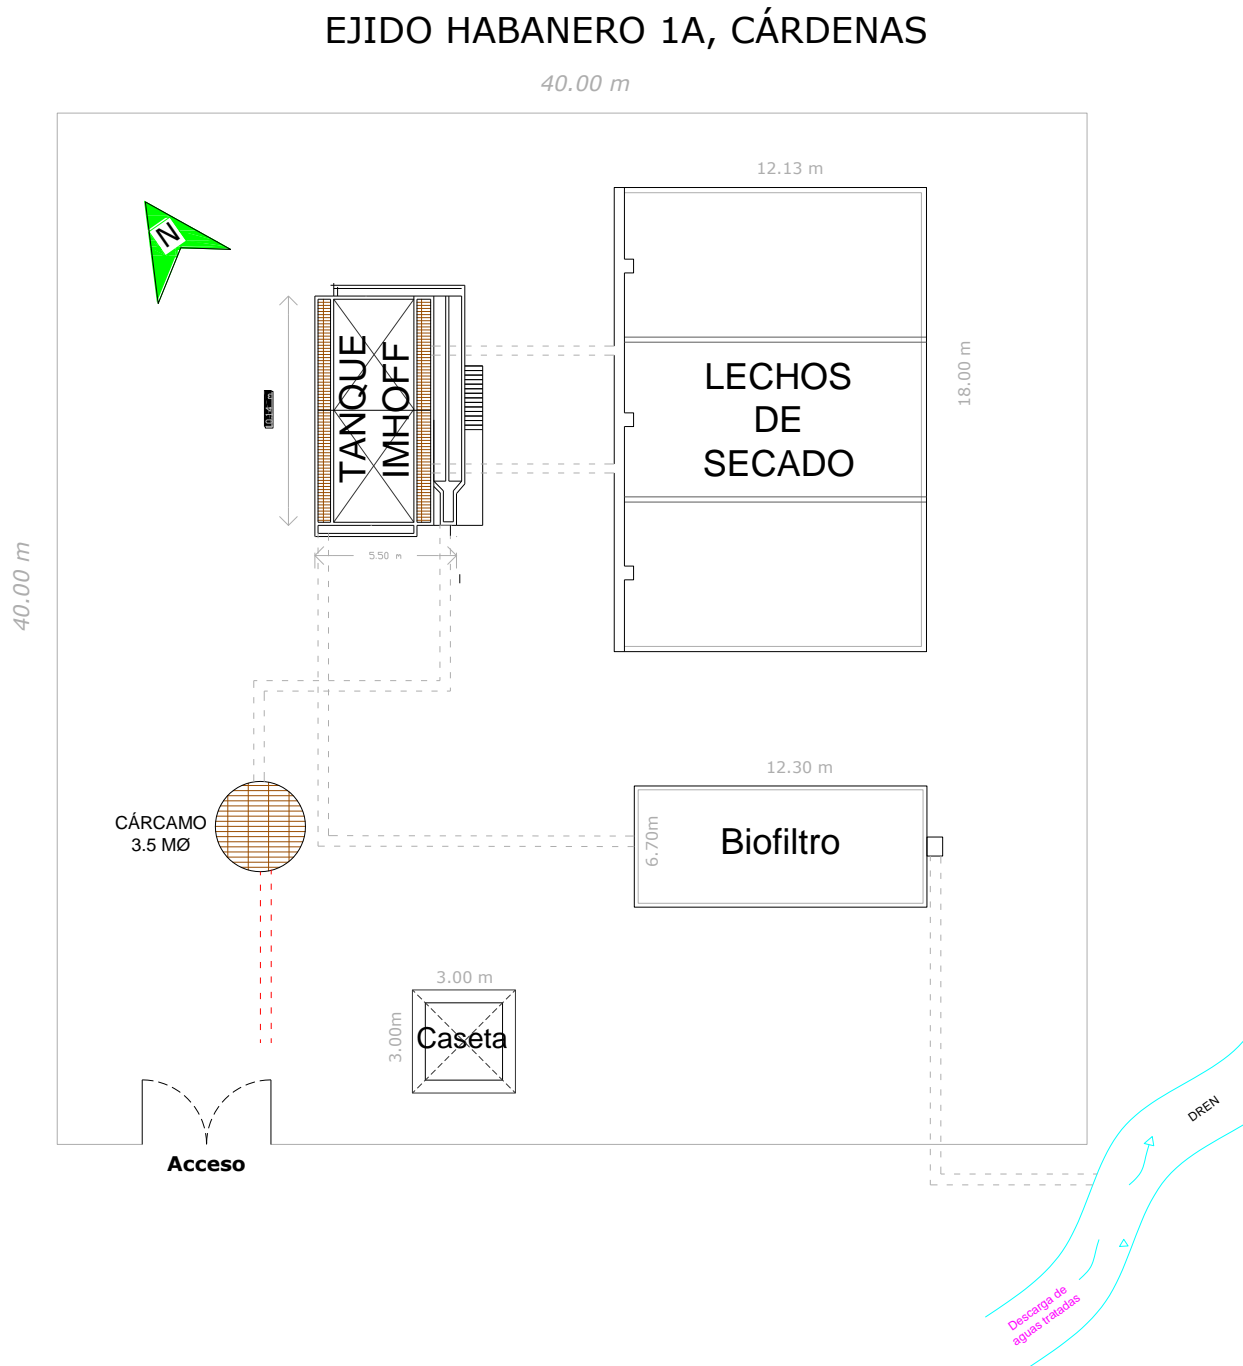 EJIDO HABANERO 1A, CÁRDENAS
40.00 m
12.13 m
N
TANQUE
IMHOFF
LECHOS
DE
SECADO
18.00 m
5.50 m
40.00 m
12.30 m
CÁRCAMO
3.5 MØ
6.70m
Biofiltro
3.00 m
3.00m
Caseta
DREN
Acceso
Descarga de
aguas tratadas